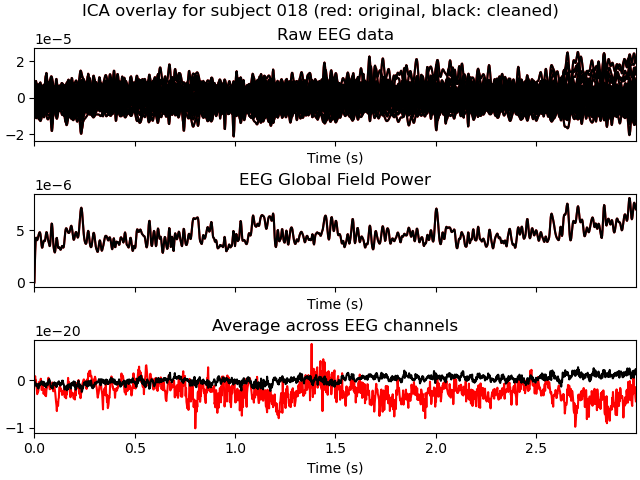 ICA overlay for subject 018 (red: original, black: cleaned)
Raw EEG data
1e−5
2
0
−2
Time (s)
EEG Global Field Power
1e−6
5
0
Time (s)
Average across EEG channels
1e−20
0
−1
0.0 0.5 1.0 1.5 2.0 2.5
Time (s)